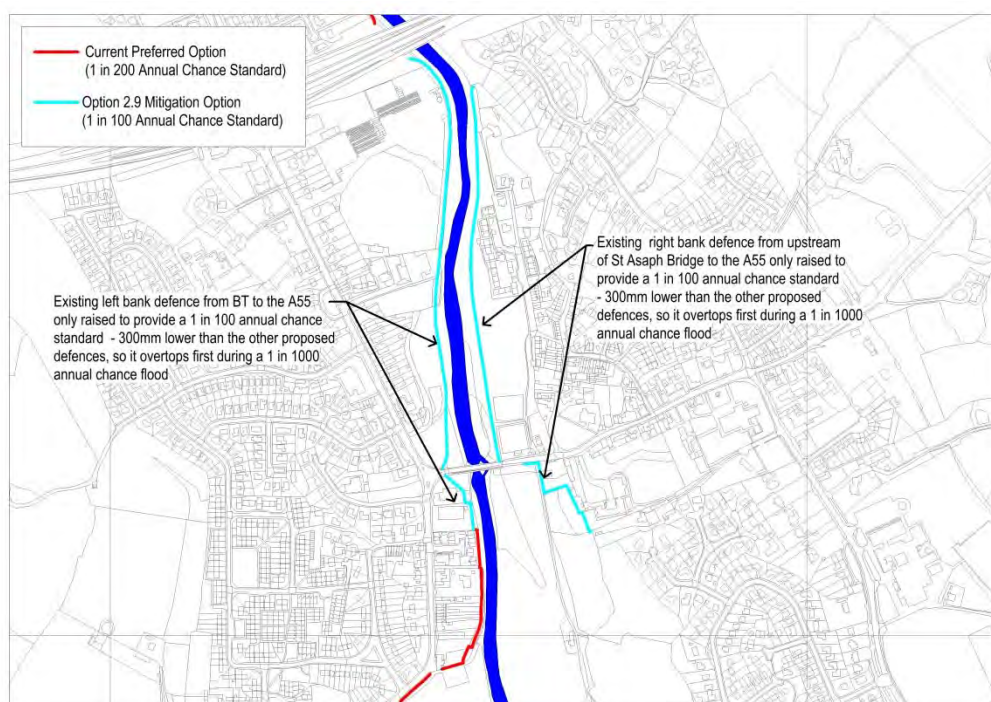 Current Preferred Option
(1 in 200 Annual Chance Standard)
Option 2.9 Mitigation Option
(1 in 100 Annual Chance Standard)
Existing right bank defence from upstream
of St Asaph Bridge to the A55 only raised to
provide a 1 in 100 annual chance standard
- 300mm lower than the other proposed
defences, so it overtops first during a 1 in 1000
annual chance flood
Existing left bank defence from BT to the A55
only raised to provide a 1 in 100 annual chance
standard - 300mm lower than the other proposed
defences, so it overtops first during a 1 in 1000
annual chance flood